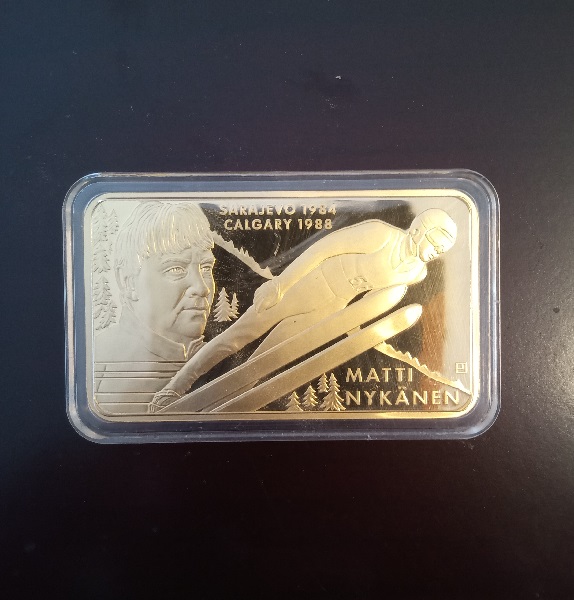 SARAJEVO 1984
CALGARY 1988
MATTI
NYKÄNEN